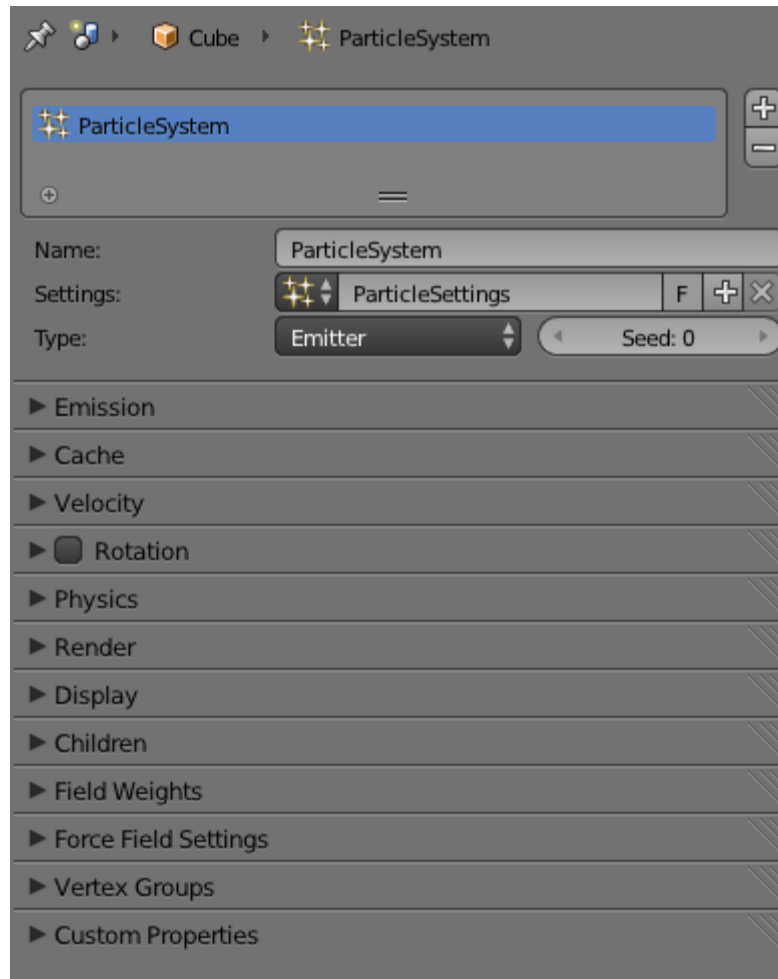 Cube ParticleSystem
ParticleSystem
Name: ParticleSystem
Settings: ParticleSettings F
Type: Emitter Seed: 0
Emission
Cache
Velocity
Rotation
Physics
Render
Display
Children
Field Weights
Force Field Settings
Vertex Groups
Custom Properties